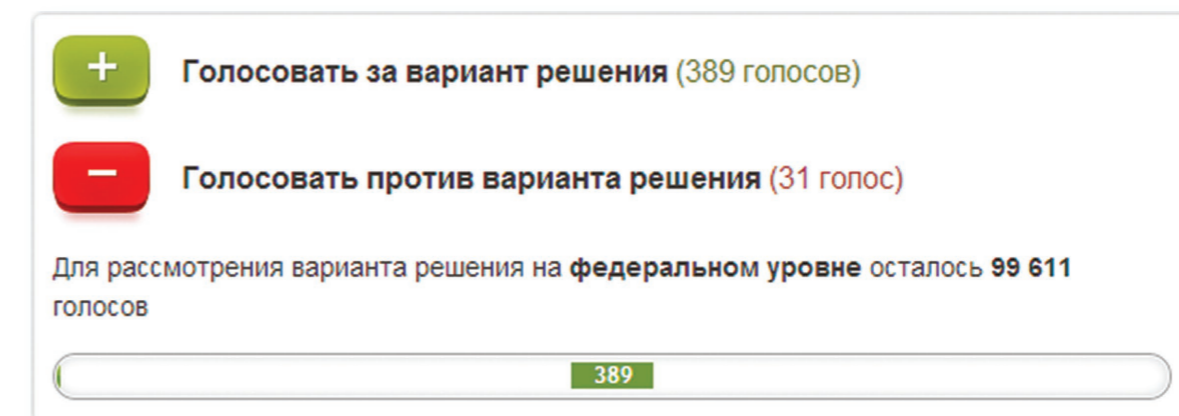 +
Голосовать за вариант решения (389 голосов)
−
Голосовать против варианта решения (31 голос)
Для рассмотрения варианта решения на федеральном уровне осталось 99 611
голосов
389